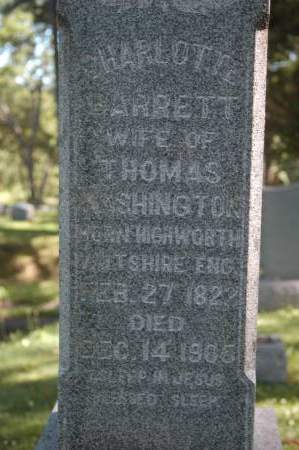 CHARLOTTE
BARRETT
WIFE OF
THOMAS
WASHINGTON
BORN HIGHWORTH
WILTSHIRE ENG.
FEB. 27 1822
DIED
DEC. 14 1905
ASLEEP IN JESUS
BLESSED SLEEP